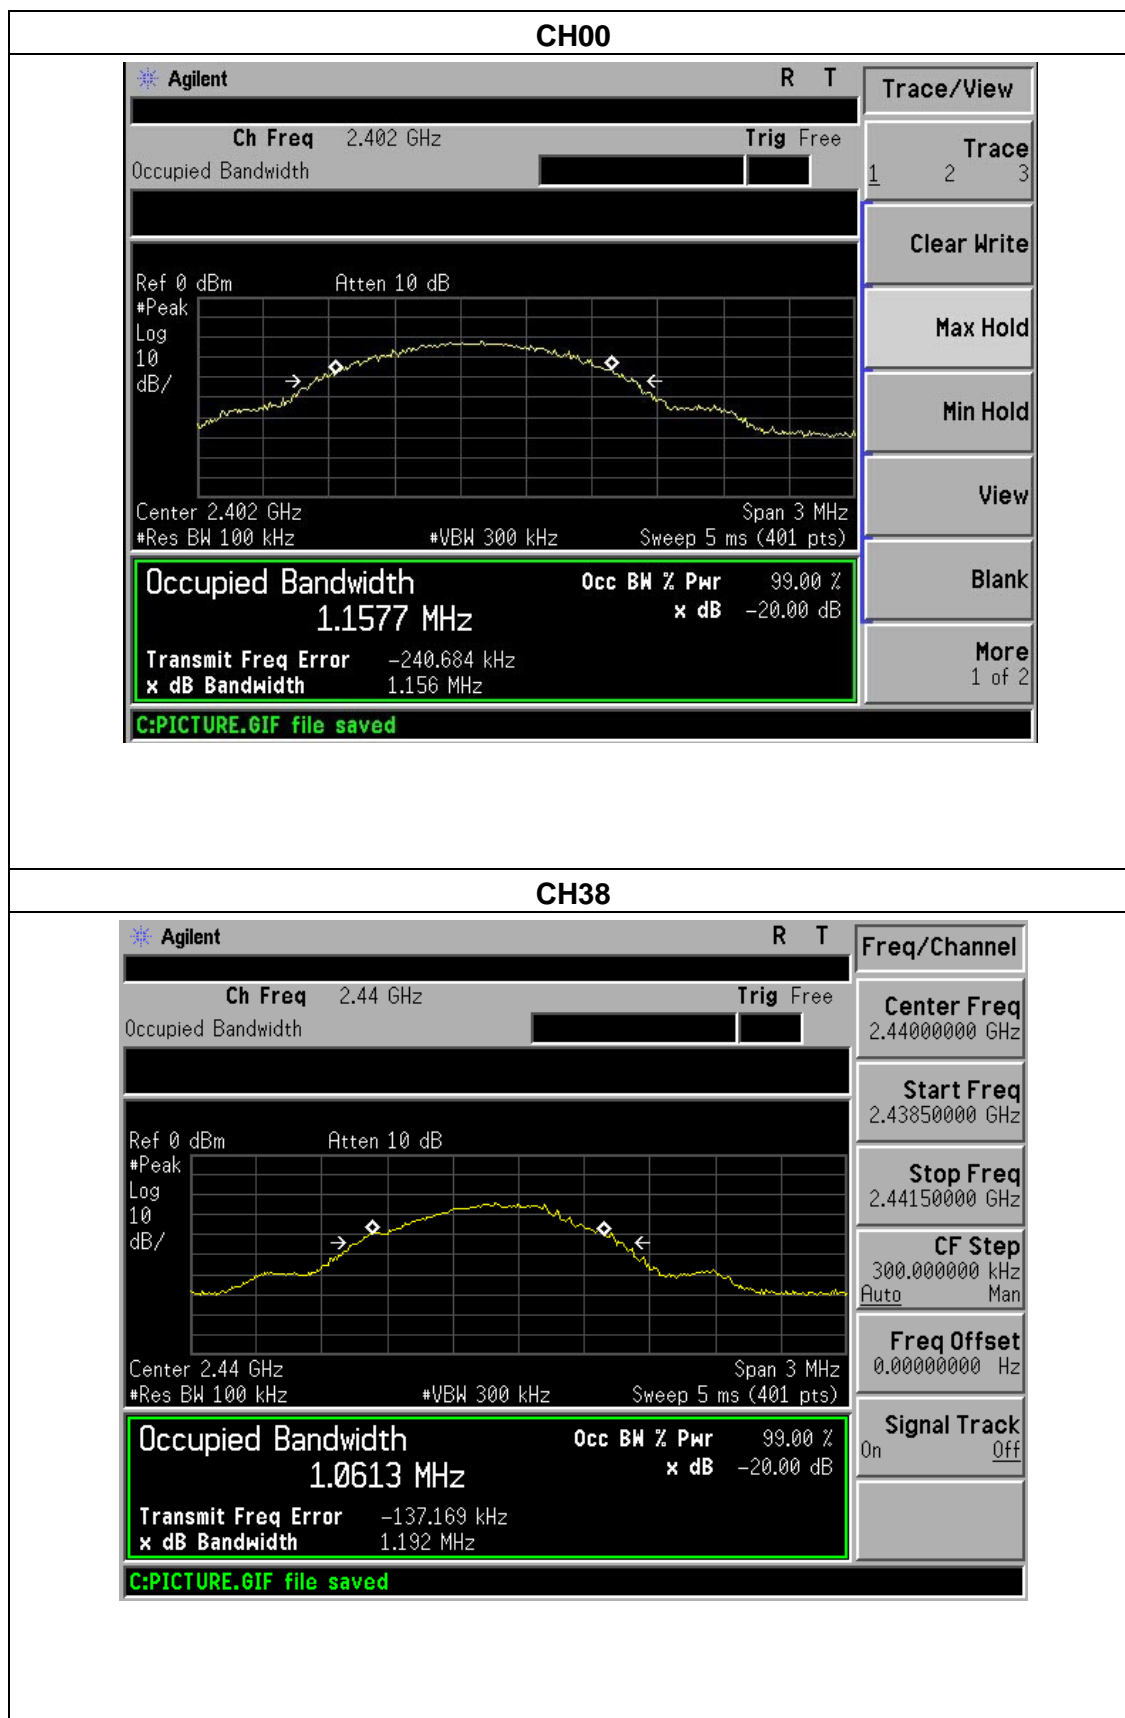 CH00
Agilent R T
Trace/View
Ch Freq 2.402 GHz Trig Free
Occupied Bandwidth
Trace
1 2 3
Clear Write
Max Hold
Min Hold
View
Blank
More
1 of 2
Ref 0 dBm Atten 10 dB
#Peak
Log
10
dB/
Center 2.402 GHz Span 3 MHz
#Res BW 100 kHz #VBW 300 kHz Sweep 5 ms (401 pts)
Occupied Bandwidth Occ BW % Pwr 99.00 %
1.1577 MHz x dB -20.00 dB
Transmit Freq Error -240.684 kHz
x dB Bandwidth 1.156 MHz
C:PICTURE.GIF file saved
CH38
Agilent R T
Freq/Channel
Ch Freq 2.44 GHz Trig Free
Occupied Bandwidth
Center Freq
2.44000000 GHz
Start Freq
2.43850000 GHz
Stop Freq
2.44150000 GHz
CF Step
300.000000 kHz
Auto Man
Freq Offset
0.00000000 Hz
Signal Track
On Off
Ref 0 dBm Atten 10 dB
#Peak
Log
10
dB/
Center 2.44 GHz Span 3 MHz
#Res BW 100 kHz #VBW 300 kHz Sweep 5 ms (401 pts)
Occupied Bandwidth Occ BW % Pwr 99.00 %
1.0613 MHz x dB -20.00 dB
Transmit Freq Error -137.169 kHz
x dB Bandwidth 1.192 MHz
C:PICTURE.GIF file saved